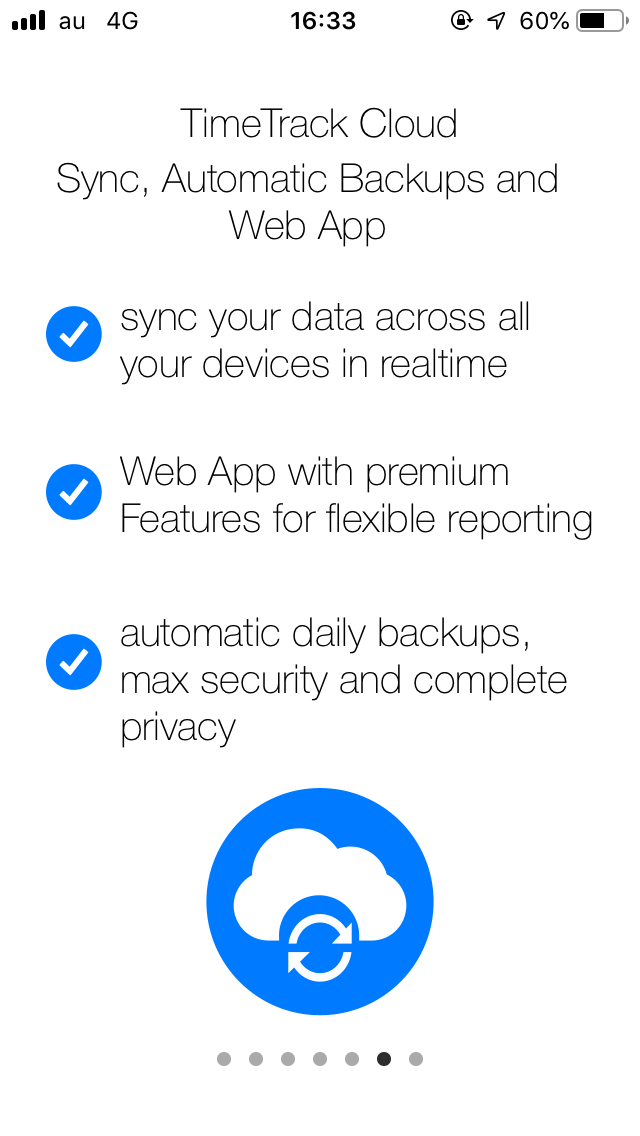 au 4G 16:33 60%
TimeTrack Cloud
Sync, Automatic Backups and
Web App
sync your data across all
your devices in realtime
Web App with premium
Features for flexible reporting
automatic daily backups,
max security and complete
privacy